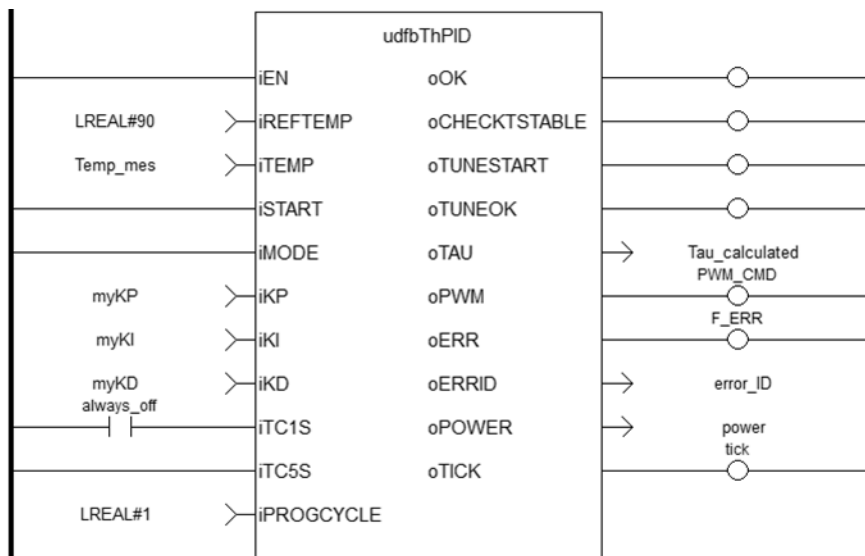 udfbThPID
iEN oOK
LREAL#90 iREFTEMP oCHECKTSTABLE
Temp_mes iTEMP oTUNESTART
iSTART oTUNEOK
iMODE oTAU Tau_calculated
PWM_CMD
myKP iKP oPWM
F_ERR
myKI iKI oERR
myKD iKD oERRID error_ID
always_off
iTC1S oPOWER power
tick
iTC5S oTICK
LREAL#1 iPROGCYCLE